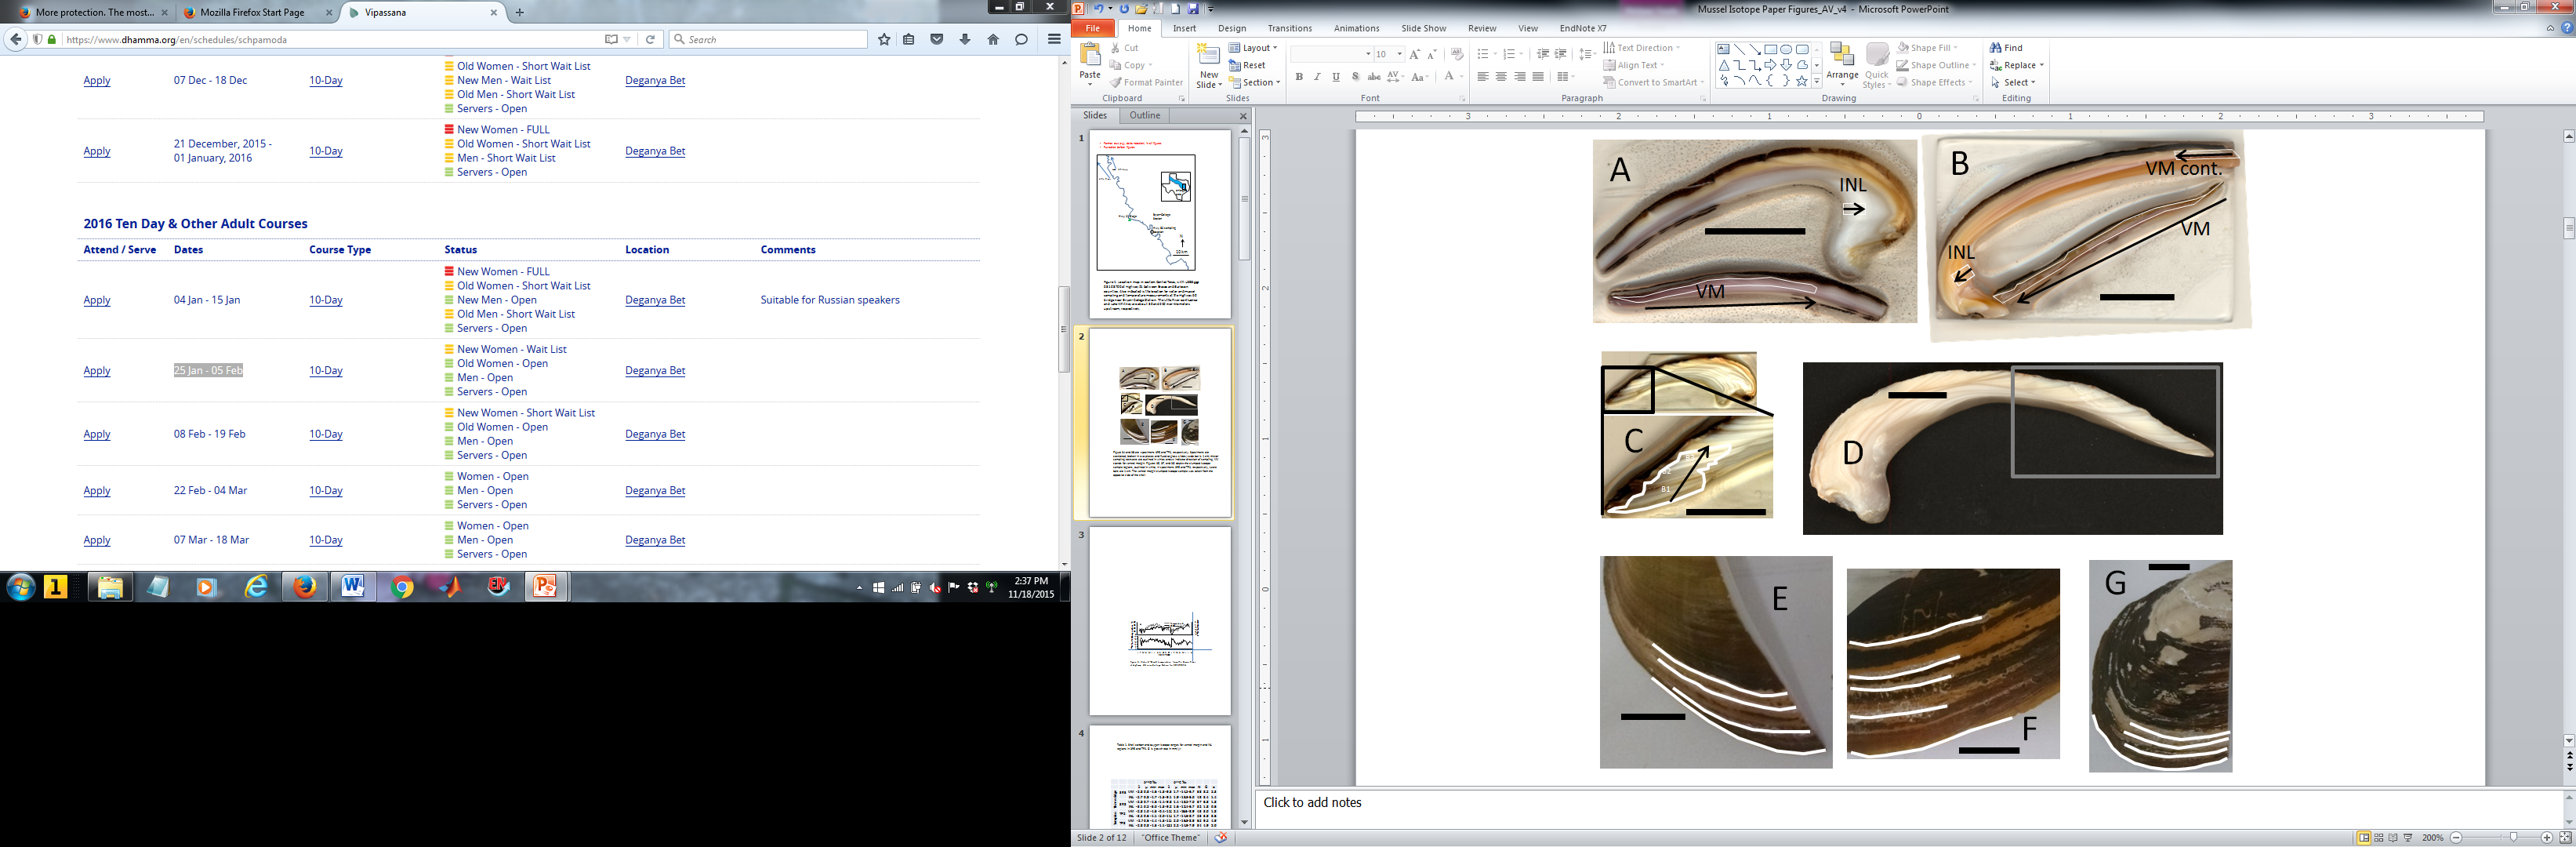 More protection. The most...
Mozilla Firefox Start Page
Vipassana
https://www.dhamma.org/en/schedules/schpamoda
Search
Old Women - Short Wait List
Apply
07 Dec - 18 Dec
10-Day
New Men - Wait List
Deganya Bet
Old Men - Short Wait List
Servers - Open
New Women - FULL
Apply
21 December, 2015 -
01 January, 2016
10-Day
Old Women - Short Wait List
Men - Short Wait List
Deganya Bet
Servers - Open
2016 Ten Day & Other Adult Courses
Attend / Serve
Dates
Course Type
Status
Location
Comments
New Women - FULL
Old Women - Short Wait List
Apply
04 Jan - 15 Jan
10-Day
New Men - Open
Deganya Bet
Suitable for Russian speakers
Old Men - Short Wait List
Servers - Open
New Women - Wait List
Old Women - Open
Apply
25 Jan - 05 Feb
10-Day
Men - Open
Deganya Bet
Servers - Open
New Women - Short Wait List
Old Women - Open
Apply
08 Feb - 19 Feb
10-Day
Men - Open
Deganya Bet
Servers - Open
Women - Open
Apply
22 Feb - 04 Mar
10-Day
Men - Open
Deganya Bet
Servers - Open
Women - Open
Apply
07 Mar - 18 Mar
10-Day
Men - Open
Deganya Bet
Servers - Open
1
2:37 PM
11/18/2015
Mussel Isotope Paper Figures_AV_v4 - Microsoft PowerPoint
File
Home
Insert
Design
Transitions
Animations
Slide Show
Review
View
EndNote X7
Paste
Cut
Copy
Format Painter
Clipboard
New
Slide
Layout
Reset
Section
Slides
10
Font
Text Direction
Align Text
Convert to SmartArt
Paragraph
Arrange
Quick
Styles
Shape Fill
Shape Outline
Shape Effects
Drawing
Find
Replace
Select
Editing
Slides
Outline
1
2
3
4
A
INL
VM
B
VM cont.
VM
INL
C
B1
D
E
F
G
Click to add notes
Slide 2 of 12
"Office Theme"
200%